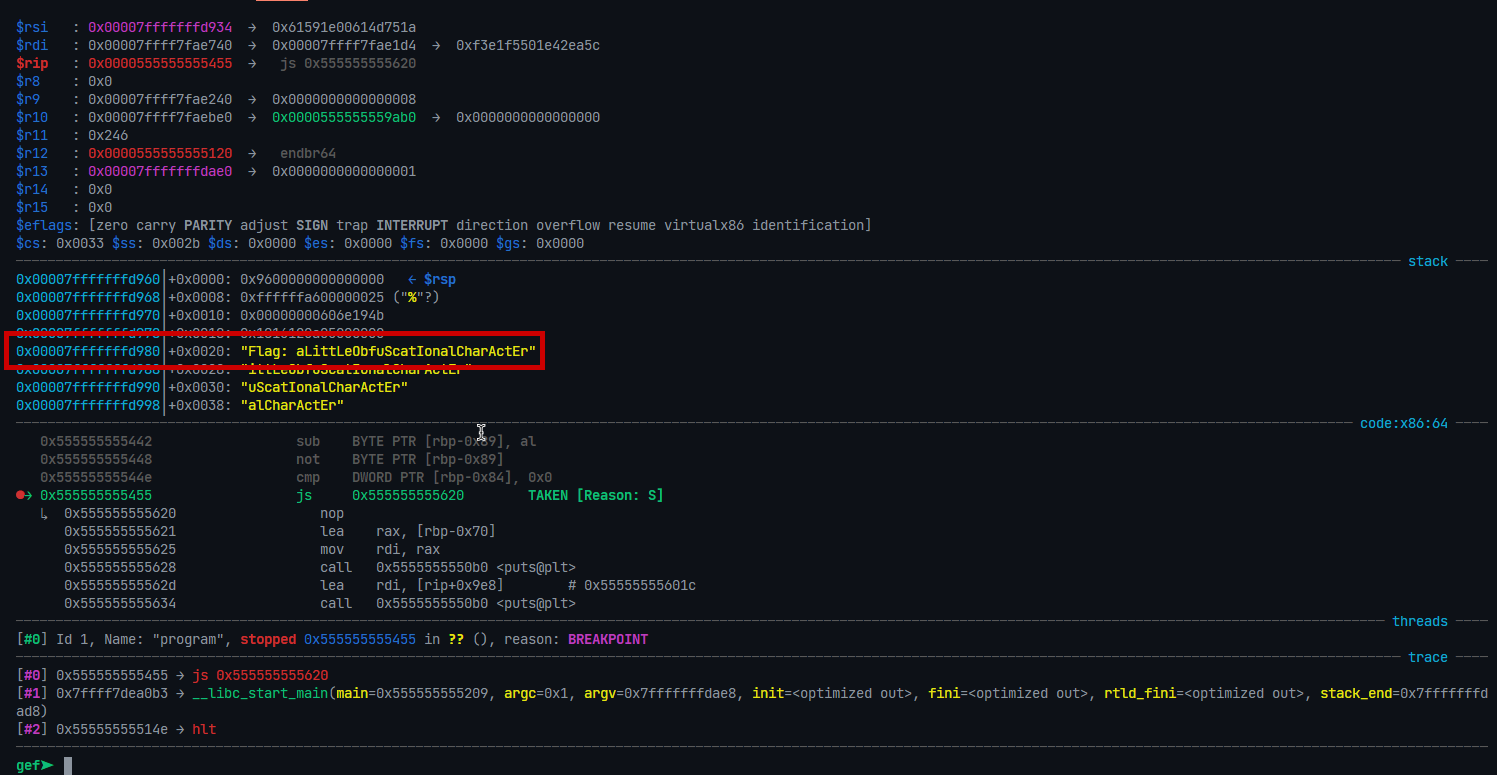 $rsi   : 0x00007fffffffd934  →  0x61591e00614d751a
$rdi   : 0x00007ffff7fae740  →  0x00007ffff7fae1d4  →  0xf3e1f5501e42ea5c
$rip   : 0x0000555555555455  →   js 0x555555555620
$r8    : 0x0
$r9    : 0x00007ffff7fae240  →  0x0000000000000008
$r10   : 0x00007ffff7faebe0  →  0x0000555555559ab0  →  0x0000000000000000
$r11   : 0x246
$r12   : 0x0000555555555120  →   endbr64
$r13   : 0x00007fffffffdae0  →  0x0000000000000001
$r14   : 0x0
$r15   : 0x0
$eflags: [zero carry PARITY adjust SIGN trap INTERRUPT direction overflow resume virtualx86 identification]
$cs: 0x0033 $ss: 0x002b $ds: 0x0000 $es: 0x0000 $fs: 0x0000 $gs: 0x0000
stack
0x00007fffffffd960│+0x0000: 0x9600000000000000   ← $rsp
0x00007fffffffd968│+0x0008: 0xffffffa600000025 ("%"?)
0x00007fffffffd970│+0x0010: 0x00000000606e194b
0x00007fffffffd980│+0x0020: "Flag: aLittLeObfuScatIonalCharActEr"
0x00007fffffffd988│+0x0028: "ittLeObfuScatIonalCharActEr"
0x00007fffffffd990│+0x0030: "uScatIonalCharActEr"
0x00007fffffffd998│+0x0038: "alCharActEr"
code:x86:64
0x555555555442                  sub    BYTE PTR [rbp-0x89], al
0x555555555448                  not    BYTE PTR [rbp-0x89]
0x55555555544e                  cmp    DWORD PTR [rbp-0x84], 0x0
●→ 0x555555555455                  js     0x555555555620        TAKEN [Reason: S]
↳  0x555555555620                  nop
0x555555555621                  lea    rax, [rbp-0x70]
0x555555555625                  mov    rdi, rax
0x555555555628                  call   0x5555555550b0 <puts@plt>
0x55555555562d                  lea    rdi, [rip+0x9e8]        # 0x55555555601c
0x555555555634                  call   0x5555555550b0 <puts@plt>
threads
[#0] Id 1, Name: "program", stopped 0x555555555455 in ?? (), reason: BREAKPOINT
trace
[#0] 0x555555555455 → js 0x555555555620
[#1] 0x7ffff7dea0b3 → __libc_start_main(main=0x555555555209, argc=0x1, argv=0x7fffffffdae8, init=<optimized out>, fini=<optimized out>, rtld_fini=<optimized out>, stack_end=0x7fffffffd
ad8)
[#2] 0x55555555514e → hlt
gef➤